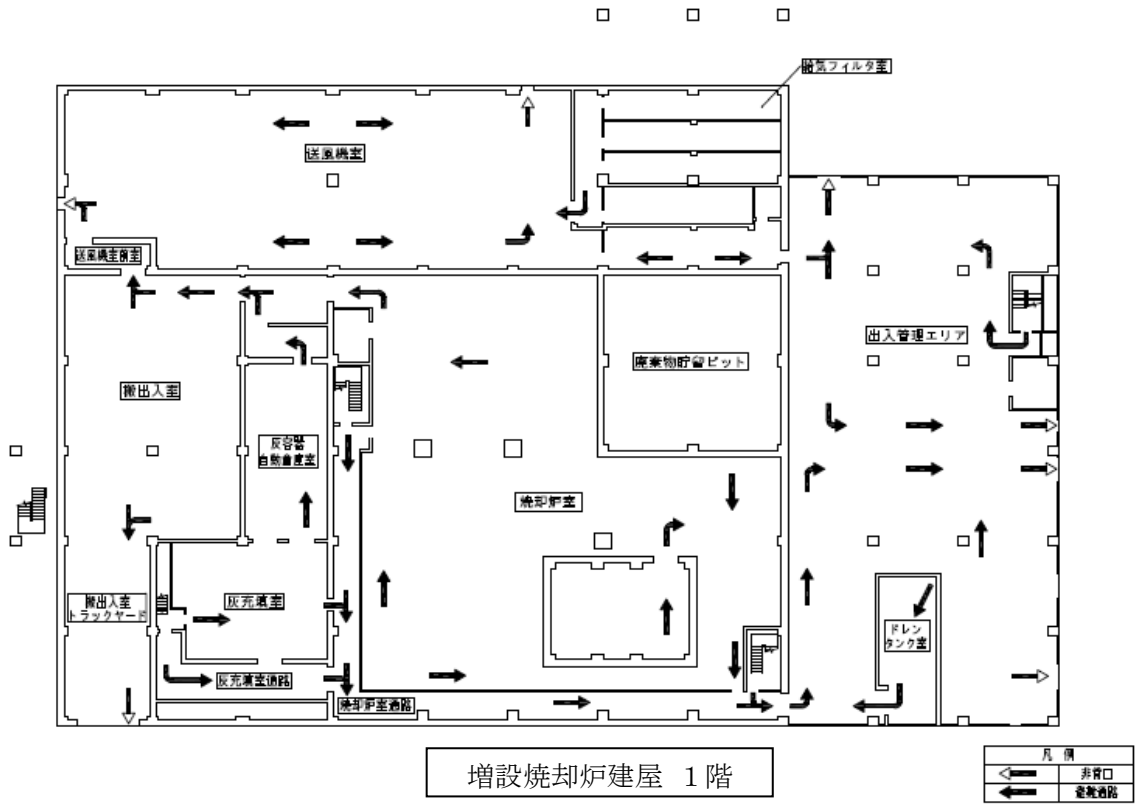 給気フィルタ室
送風機室
送風機室前室
出入管理エリア
廃棄物貯留ピット
搬出入室
灰容器
自動倉庫室
焼却炉室
搬出入室
トラックヤード
灰充填室
ドレン
タンク室
灰充填室通路
焼却炉室通路
増設焼却炉建屋 1階
凡例
非常口
避難通路